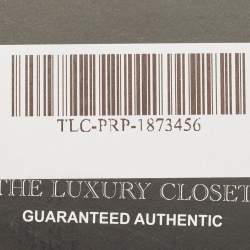 TLC-PRP-1873456
THE LUXURY CLOSET
GUARANTEED AUTHENTIC